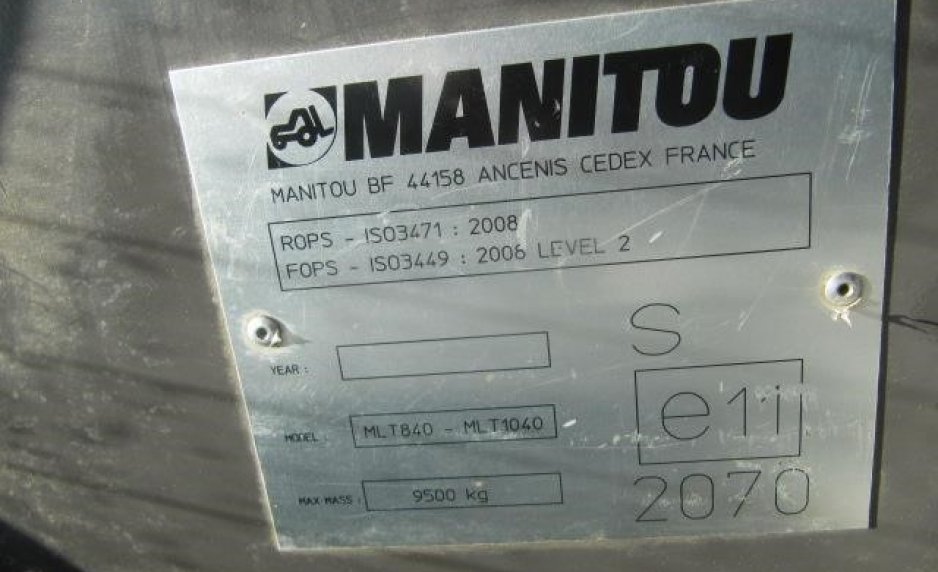 MANITOU
MANITOU BF 44158 ANCENIS CEDEX FRANCE
ROPS - ISO3471 : 2008
FOPS - ISO3449 : 2006 LEVEL 2
YEAR :
MODEL : MLT840 - MLT1040
MAX MASS : 9500 kg
S
e11
2070